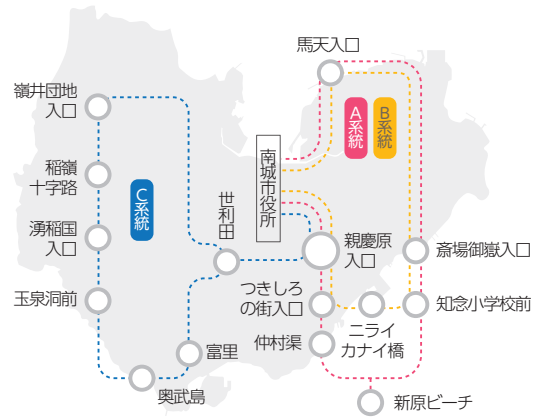 馬天入口
嶺井団地
入口
A系統
B系統
南城市役所
稲嶺
十字路
C系統
世利田
湧稲国
入口
親慶原
入口
斎場御嶽入口
玉泉洞前
つきしろ
の街入口
知念小学校前
ニライ
カナイ橋
仲村渠
富里
奥武島
新原ビーチ